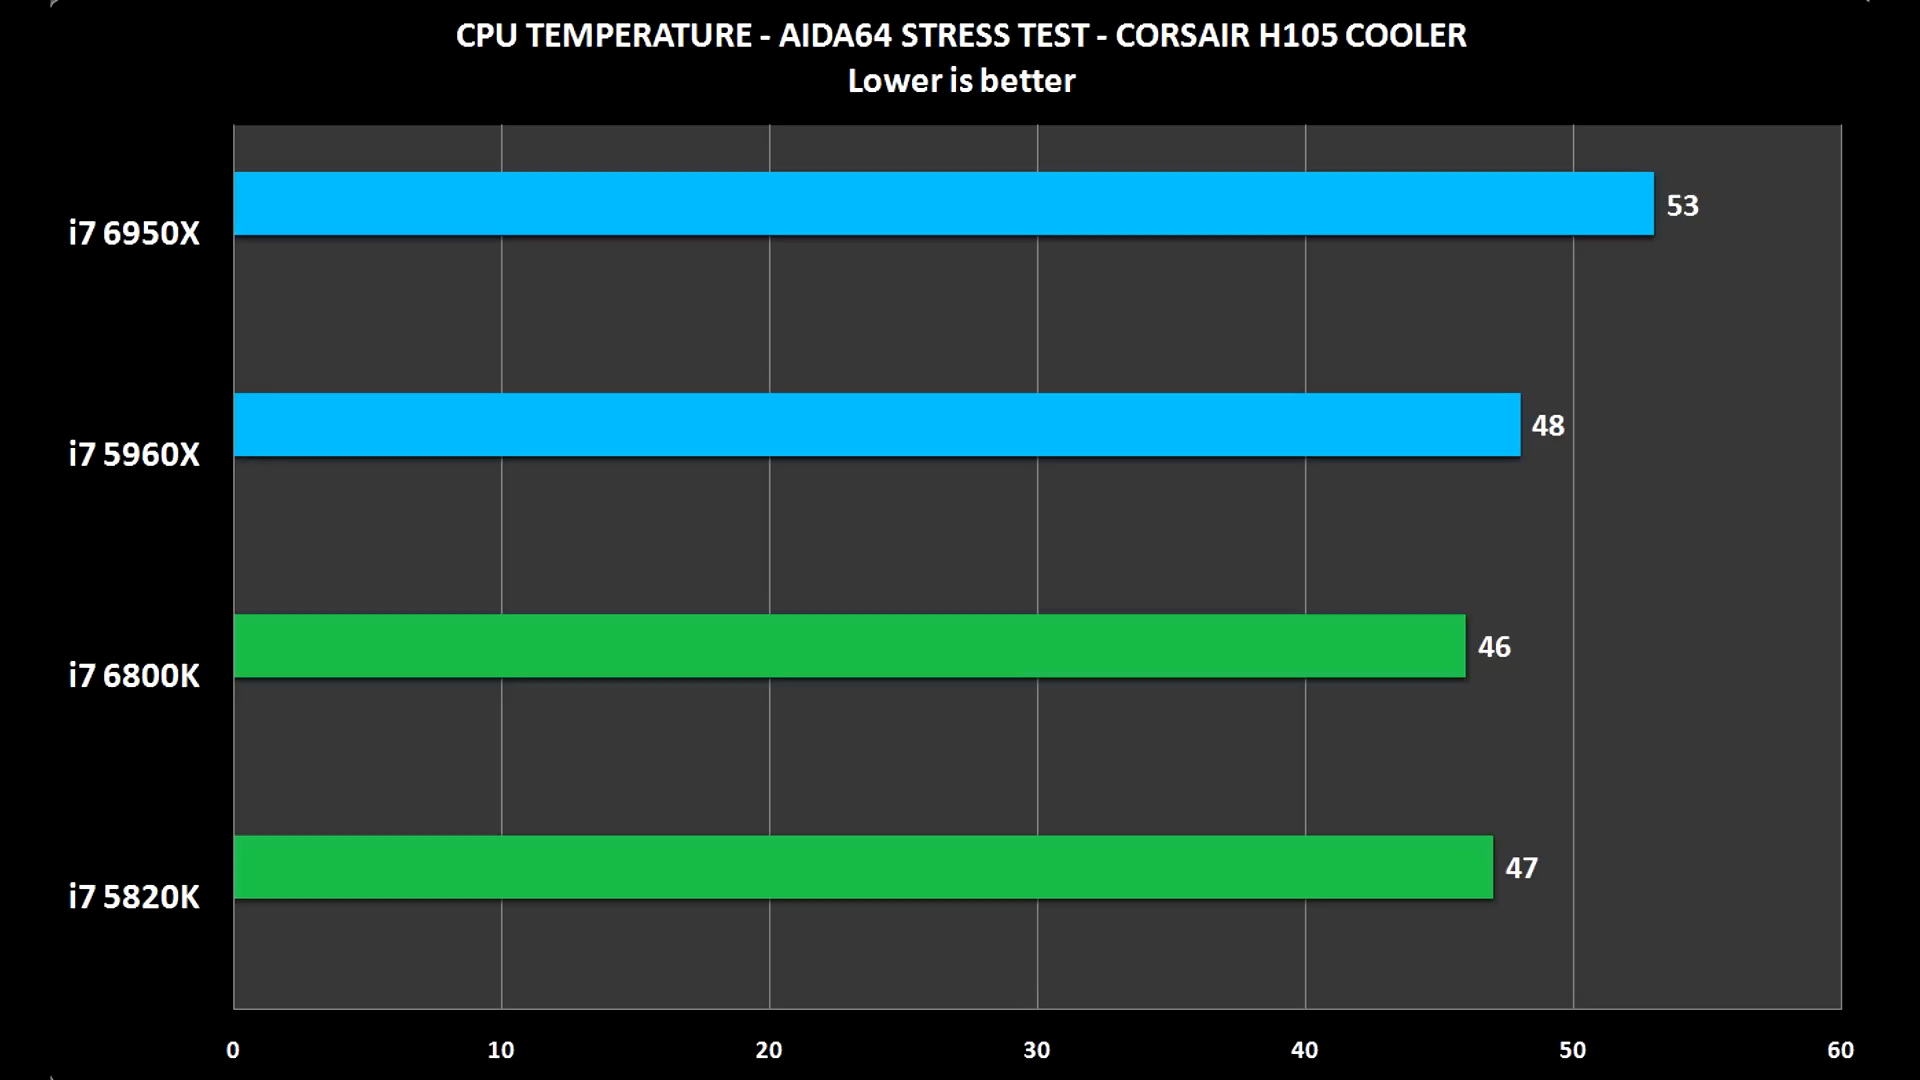 CPU TEMPERATURE - AIDA64 STRESS TEST - CORSAIR H105 COOLER
Lower is better
i7 6950X
53
i7 5960X
48
i7 6800K
46
i7 5820K
47
0 10 20 30 40 50 60